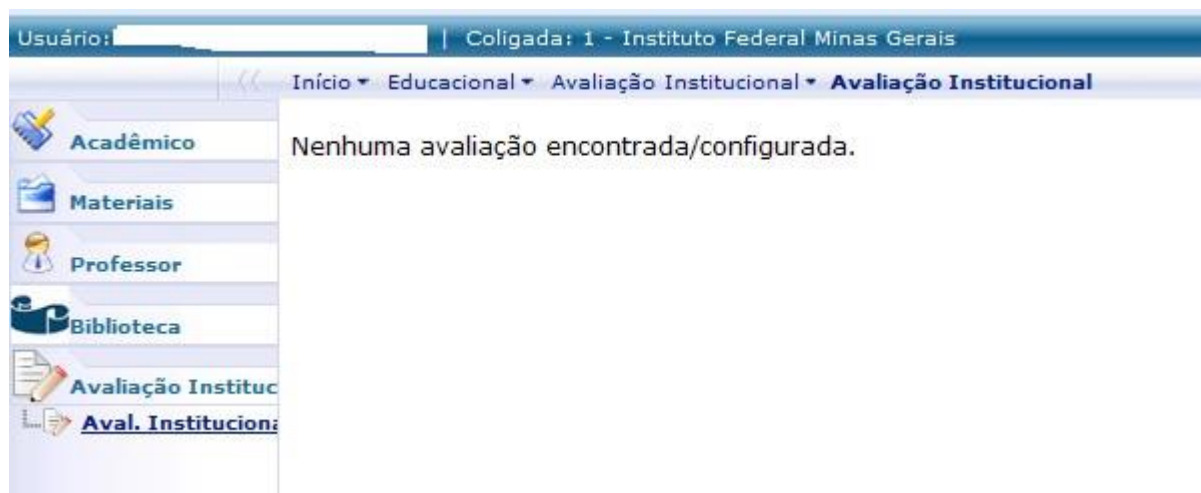 Usuário: | Coligada: 1 - Instituto Federal Minas Gerais
Início Educacional Avaliação Institucional Avaliação Institucional
Nenhuma avaliação encontrada/configurada.
Acadêmico
Materiais
Professor
Biblioteca
Avaliação Instituc
Aval. Instituciona